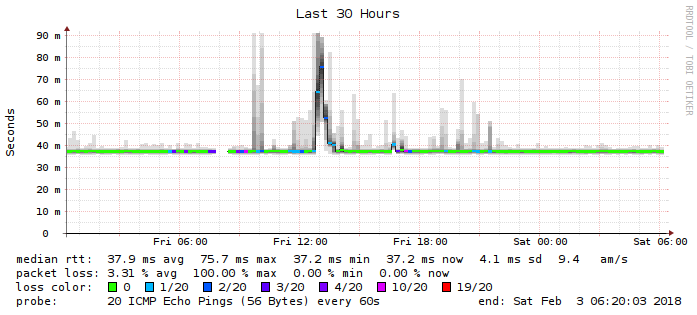 Last 30 Hours
RRDTOOL / TOBI OETIKER
Seconds
90 m
80 m
70 m
60 m
50 m
40 m
30 m
20 m
10 m
0
Fri 06:00 Fri 12:00 Fri 18:00 Sat 00:00 Sat 06:00
median rtt: 37.9 ms avg 75.7 ms max 37.2 ms min 37.2 ms now 4.1 ms sd 9.4 am/s
packet loss: 3.31 % avg 100.00 % max 0.00 % min 0.00 % now
loss color: 0 1/20 2/20 3/20 4/20 10/20 19/20
probe: 20 ICMP Echo Pings (56 Bytes) every 60s end: Sat Feb 3 06:20:03 2018